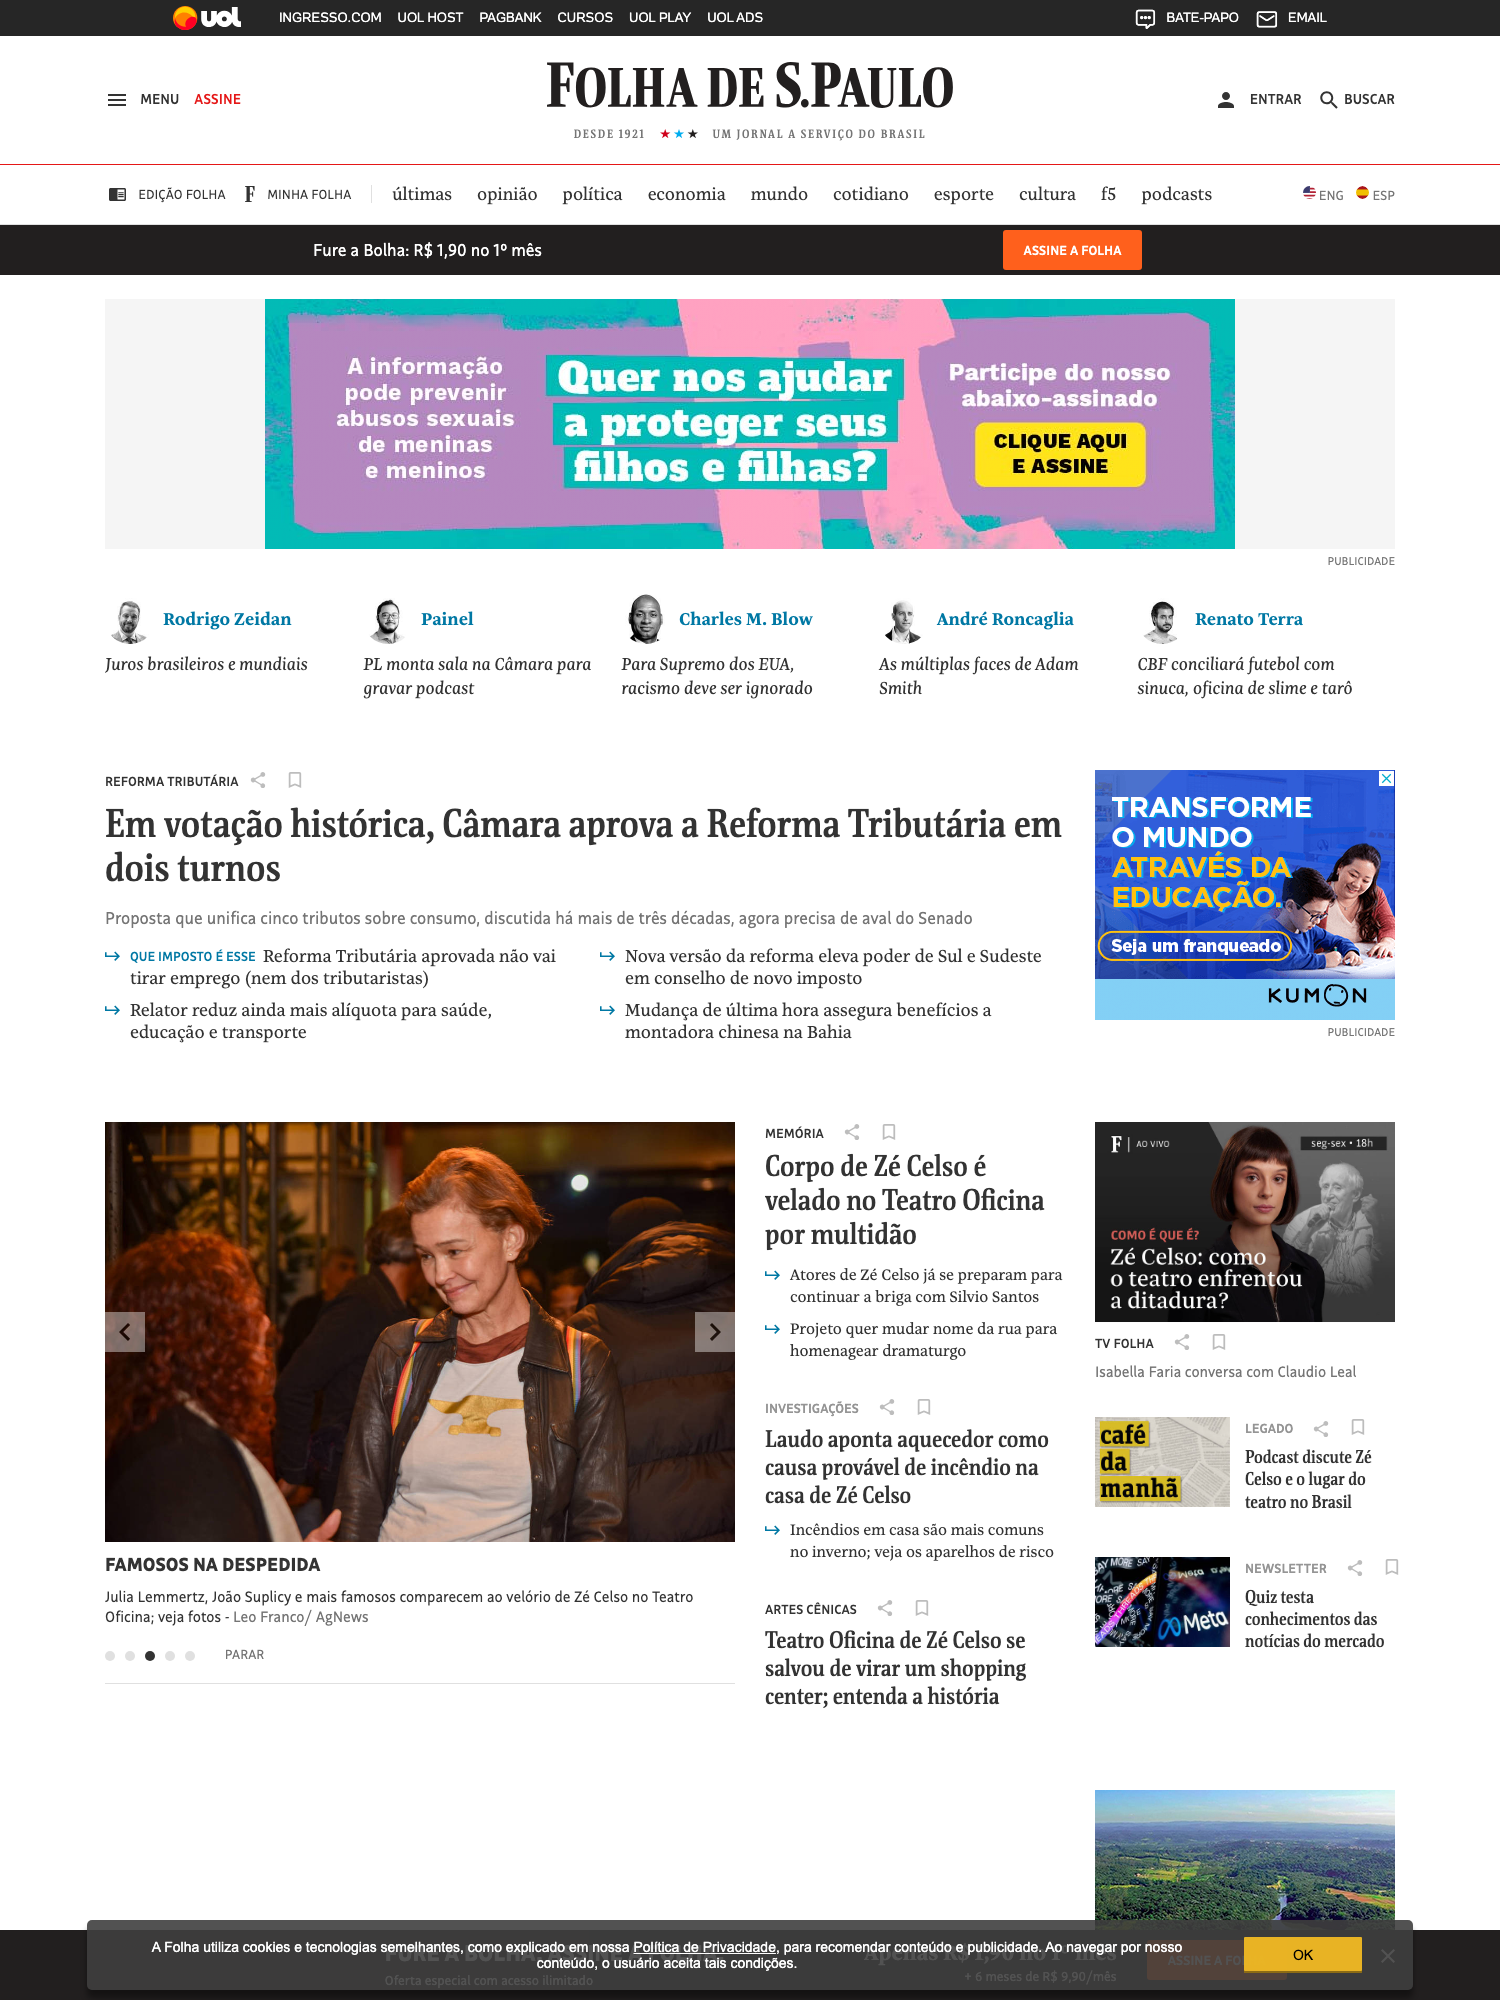 uol INGRESSO.COM UOL HOST PAGBANK CURSOS UOL PLAY UOL ADS BATE-PAPO EMAIL
MENU ASSINE
FOLHA DE S.PAULO
ENTRAR BUSCAR
DESDE 1921 ★★★ UM JORNAL A SERVIÇO DO BRASIL
EDIÇÃO FOLHA F MINHA FOLHA últimas opinião política economia mundo cotidiano esporte cultura f5 podcasts ENG ESP
Fure a Bolha: R$ 1,90 no 1º mês ASSINE A FOLHA
A informação
pode prevenir
abusos sexuais
de meninas
e meninos
Quer nos ajudar
a proteger seus
filhos e filhas?
Participe do nosso
abaixo-assinado
CLIQUE AQUI
E ASSINE
PUBLICIDADE
Rodrigo Zeidan
Juros brasileiros e mundiais
Painel
PL monta sala na Câmara para
gravar podcast
Charles M. Blow
Para Supremo dos EUA,
racismo deve ser ignorado
André Roncaglia
As múltiplas faces de Adam
Smith
Renato Terra
CBF conciliará futebol com
sinuca, oficina de slime e tarô
REFORMA TRIBUTÁRIA
Em votação histórica, Câmara aprova a Reforma Tributária em
dois turnos
Proposta que unifica cinco tributos sobre consumo, discutida há mais de três décadas, agora precisa de aval do Senado
QUE IMPOSTO É ESSE Reforma Tributária aprovada não vai
tirar emprego (nem dos tributaristas)
Relator reduz ainda mais alíquota para saúde,
educação e transporte
Nova versão da reforma eleva poder de Sul e Sudeste
em conselho de novo imposto
Mudança de última hora assegura benefícios a
montadora chinesa na Bahia
TRANSFORME
O MUNDO
ATRAVÉS DA
EDUCAÇÃO.
Seja um franqueado
KUMON
PUBLICIDADE
FAMOSOS NA DESPEDIDA
Julia Lemmertz, João Suplicy e mais famosos comparecem ao velório de Zé Celso no Teatro
Oficina; veja fotos - Leo Franco/ AgNews
PARAR
MEMÓRIA
Corpo de Zé Celso é
velado no Teatro Oficina
por multidão
Atores de Zé Celso já se preparam para
continuar a briga com Silvio Santos
Projeto quer mudar nome da rua para
homenagear dramaturgo
INVESTIGAÇÕES
Laudo aponta aquecedor como
causa provável de incêndio na
casa de Zé Celso
Incêndios em casa são mais comuns
no inverno; veja os aparelhos de risco
ARTES CÊNICAS
Teatro Oficina de Zé Celso se
salvou de virar um shopping
center; entenda a história
F AO VIVO seg-sex • 18h
COMO É QUE É?
Zé Celso: como
o teatro enfrentou
a ditadura?
TV FOLHA
Isabella Faria conversa com Claudio Leal
café
da
manhã
LEGADO
Podcast discute Zé
Celso e o lugar do
teatro no Brasil
Meta
NEWSLETTER
Quiz testa
conhecimentos das
notícias do mercado
A Folha utiliza cookies e tecnologias semelhantes, como explicado em nossa Política de Privacidade, para recomendar conteúdo e publicidade. Ao navegar por nosso
conteúdo, o usuário aceita tais condições.
OK
Oferta especial com acesso ilimitado
+ 6 meses de R$ 9,90/mês